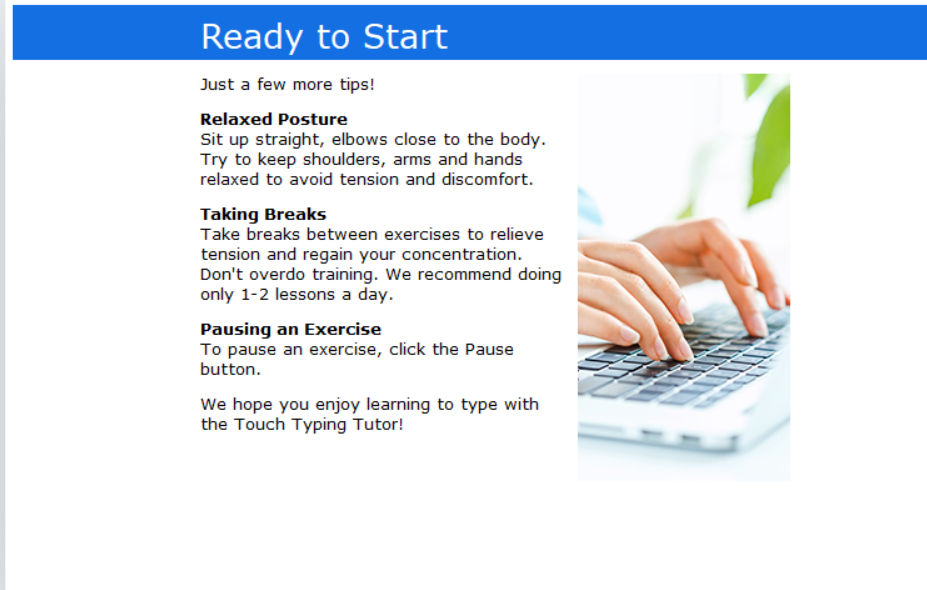 Ready to Start
Just a few more tips!
Relaxed Posture
Sit up straight, elbows close to the body.
Try to keep shoulders, arms and hands
relaxed to avoid tension and discomfort.
Taking Breaks
Take breaks between exercises to relieve
tension and regain your concentration.
Don't overdo training. We recommend doing
only 1-2 lessons a day.
Pausing an Exercise
To pause an exercise, click the Pause
button.
We hope you enjoy learning to type with
the Touch Typing Tutor!